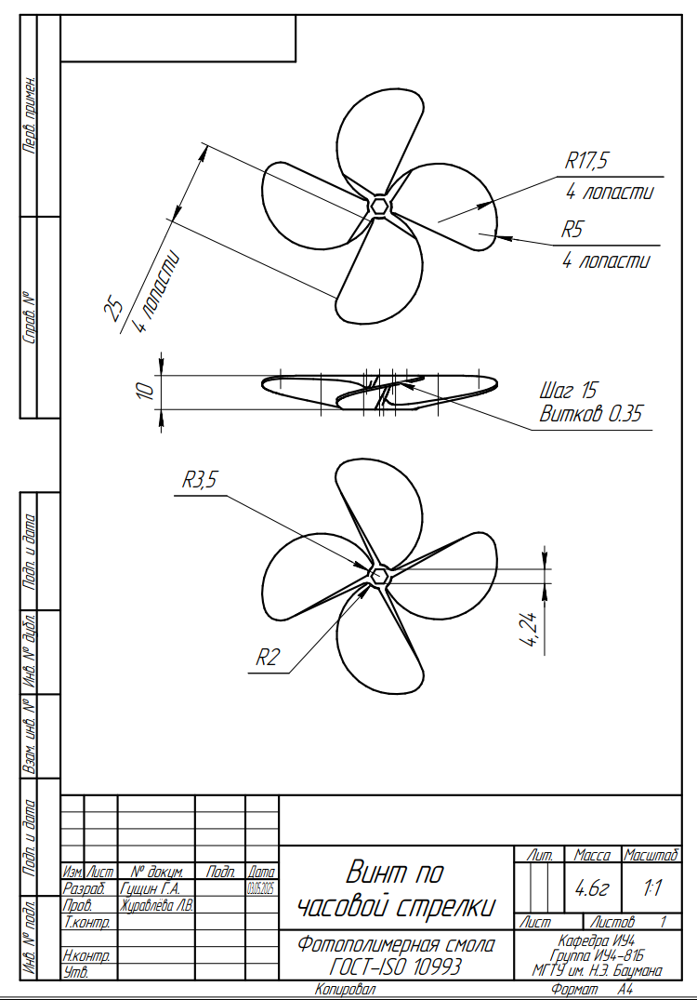 Перв. примен.
Справ. №
R17,5
4 лопасти
R5
4 лопасти
25
4 лопасти
10
Шаг 15
Витков 0.35
R3,5
R2
4,24
Подп. и дата
Инв. № дубл.
Взам. инв. №
Подп. и дата
Инв. № подл.
Изм. Лист № докум. Подп. Дата
Разраб. Гущин Г.А. 03.05.2025
Пров. Журавлева Л.В.
Т.контр.
Н.контр.
Утв.
Винт по
часовой стрелки
Фотополимерная смола
ГОСТ-ISO 10993
Лит. Масса Масштаб
4.6г 1:1
Лист Листов 1
Кафедра ИУ4
Группа ИУ4-81Б
МГТУ им. Н.Э. Баумана
Копировал Формат А4